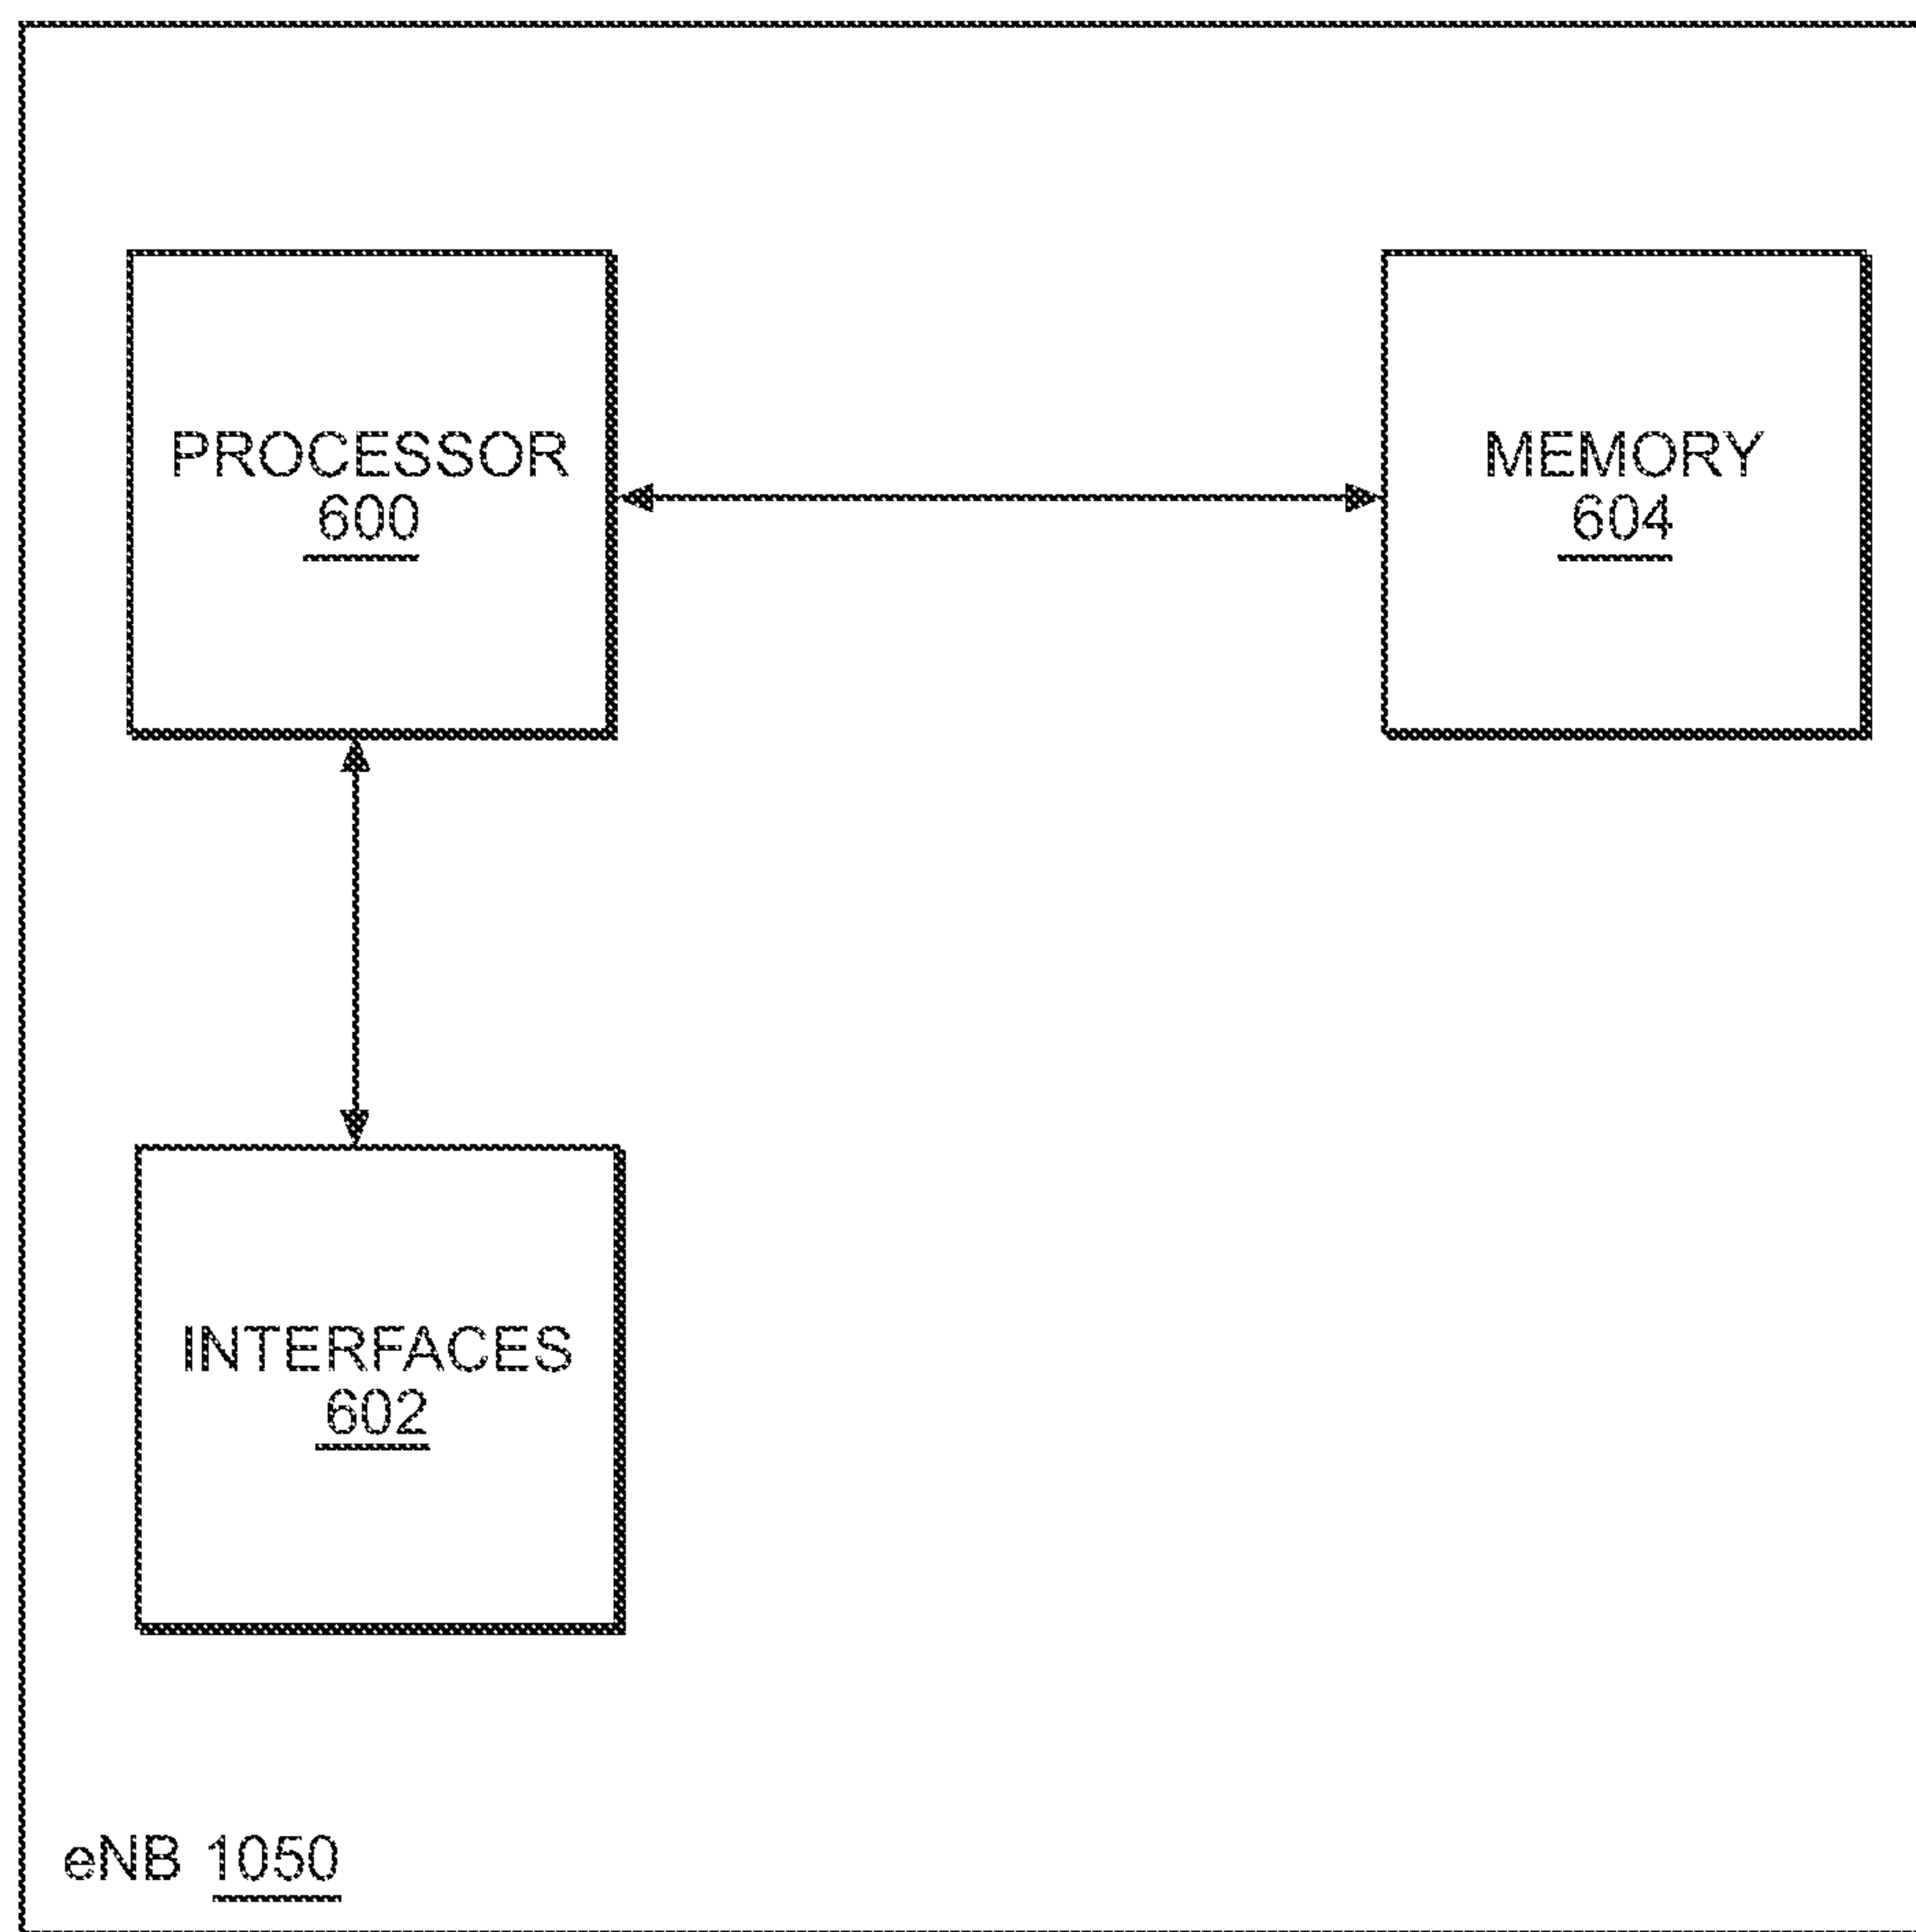 PROCESSOR
600
MEMORY
604
INTERFACES
602
eNB 1050